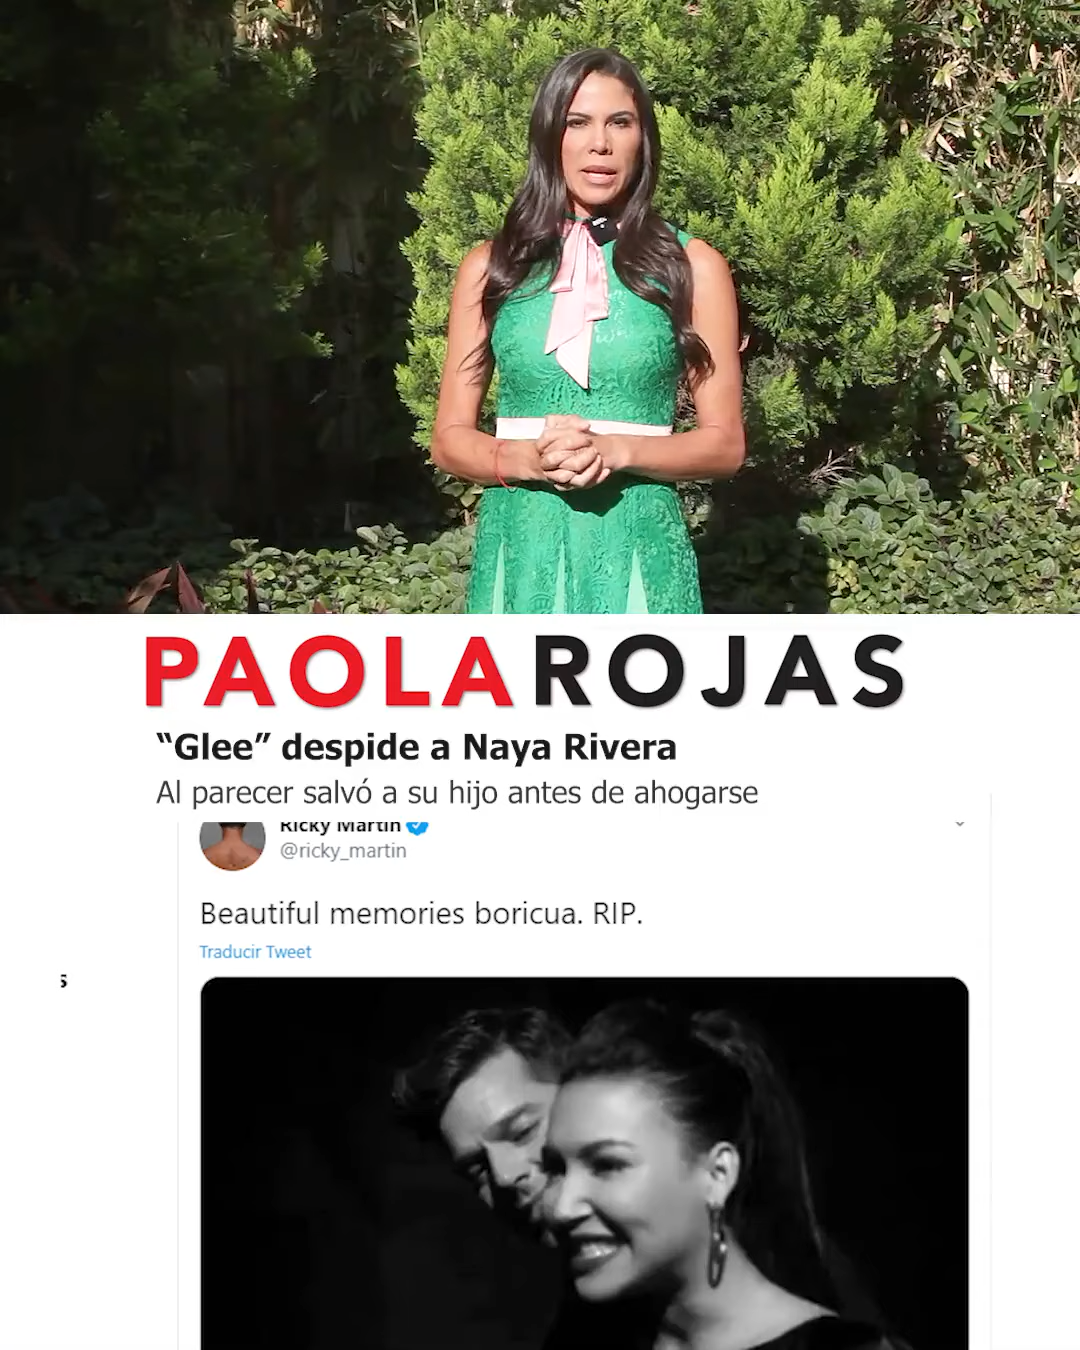 PAOLAROJAS
“Glee” despide a Naya Rivera
Al parecer salvó a su hijo antes de ahogarse
Ricky Martin
@ricky_martin
Beautiful memories boricua. RIP.
Traducir Tweet
s